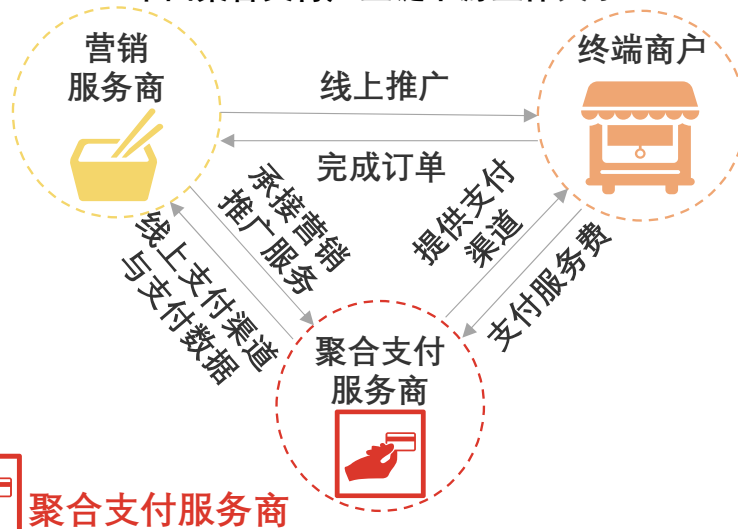 营销
服务商
终端商户
线上推广
完成订单
承接营销
推广服务
提供支付
渠道
线上支付渠道
与支付数据
支付服务费
聚合支付
服务商
聚合支付服务商